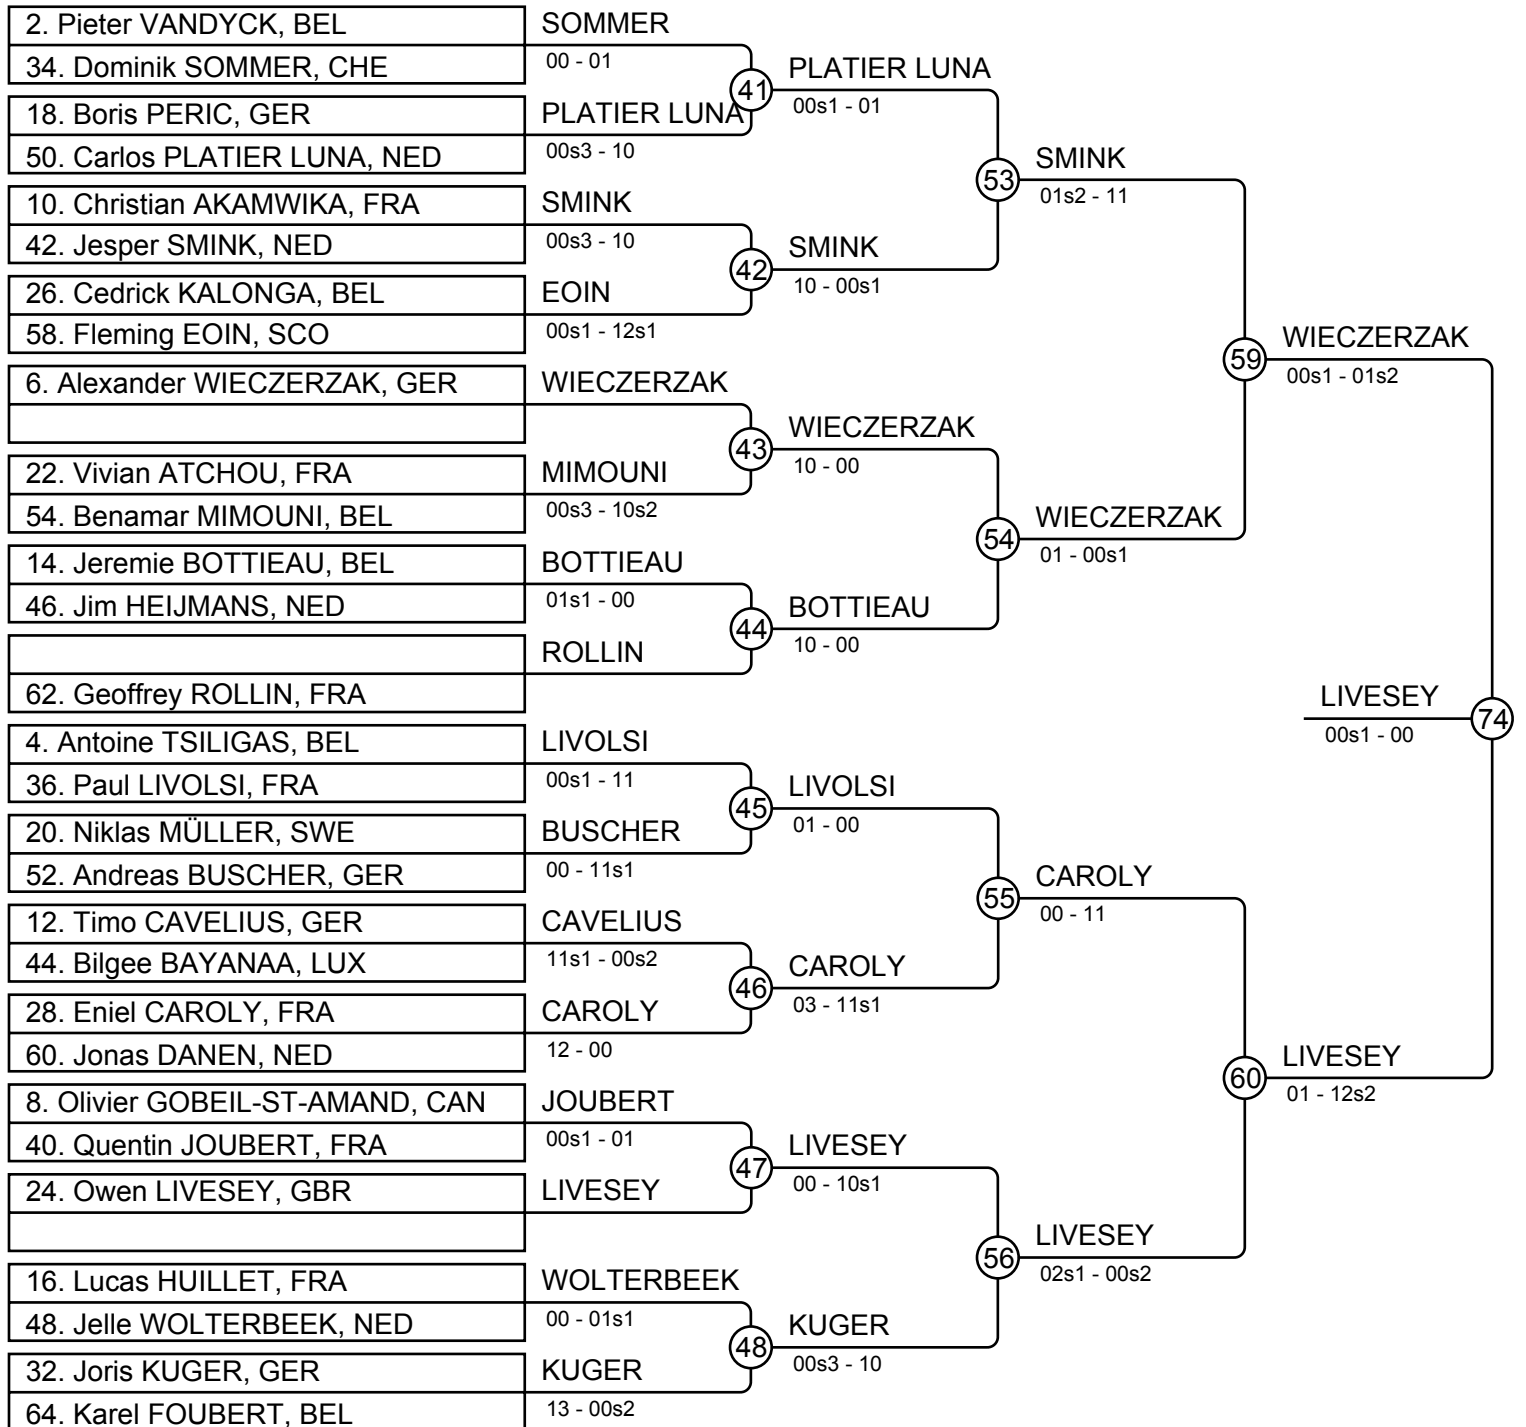 2. Pieter VANDYCK, BEL
34. Dominik SOMMER, CHE
18. Boris PERIC, GER
50. Carlos PLATIER LUNA, NED
10. Christian AKAMWIKA, FRA
42. Jesper SMINK, NED
26. Cedrick KALONGA, BEL
58. Fleming EOIN, SCO
6. Alexander WIECZERZAK, GER
22. Vivian ATCHOU, FRA
54. Benamar MIMOUNI, BEL
14. Jeremie BOTTIEAU, BEL
46. Jim HEIJMANS, NED
62. Geoffrey ROLLIN, FRA
4. Antoine TSILIGAS, BEL
36. Paul LIVOLSI, FRA
20. Niklas MÜLLER, SWE
52. Andreas BUSCHER, GER
12. Timo CAVELIUS, GER
44. Bilgee BAYANAA, LUX
28. Eniel CAROLY, FRA
60. Jonas DANEN, NED
8. Olivier GOBEIL-ST-AMAND, CAN
40. Quentin JOUBERT, FRA
24. Owen LIVESEY, GBR
16. Lucas HUILLET, FRA
48. Jelle WOLTERBEEK, NED
32. Joris KUGER, GER
64. Karel FOUBERT, BEL
SOMMER
00 - 01
PLATIER LUNA
00s3 - 10
SMINK
00s3 - 10
EOIN
00s1 - 12s1
WIECZERZAK
MIMOUNI
00s3 - 10s2
BOTTIEAU
01s1 - 00
ROLLIN
LIVOLSI
00s1 - 11
BUSCHER
00 - 11s1
CAVELIUS
11s1 - 00s2
CAROLY
12 - 00
JOUBERT
00s1 - 01
LIVESEY
WOLTERBEEK
00 - 01s1
KUGER
13 - 00s2
41
42
43
44
45
46
47
48
PLATIER LUNA
00s1 - 01
SMINK
10 - 00s1
WIECZERZAK
10 - 00
BOTTIEAU
10 - 00
LIVOLSI
01 - 00
CAROLY
03 - 11s1
LIVESEY
00 - 10s1
KUGER
00s3 - 10
53
54
55
56
SMINK
01s2 - 11
WIECZERZAK
01 - 00s1
CAROLY
00 - 11
LIVESEY
02s1 - 00s2
59
60
WIECZERZAK
00s1 - 01s2
LIVESEY
01 - 12s2
74
LIVESEY
00s1 - 00